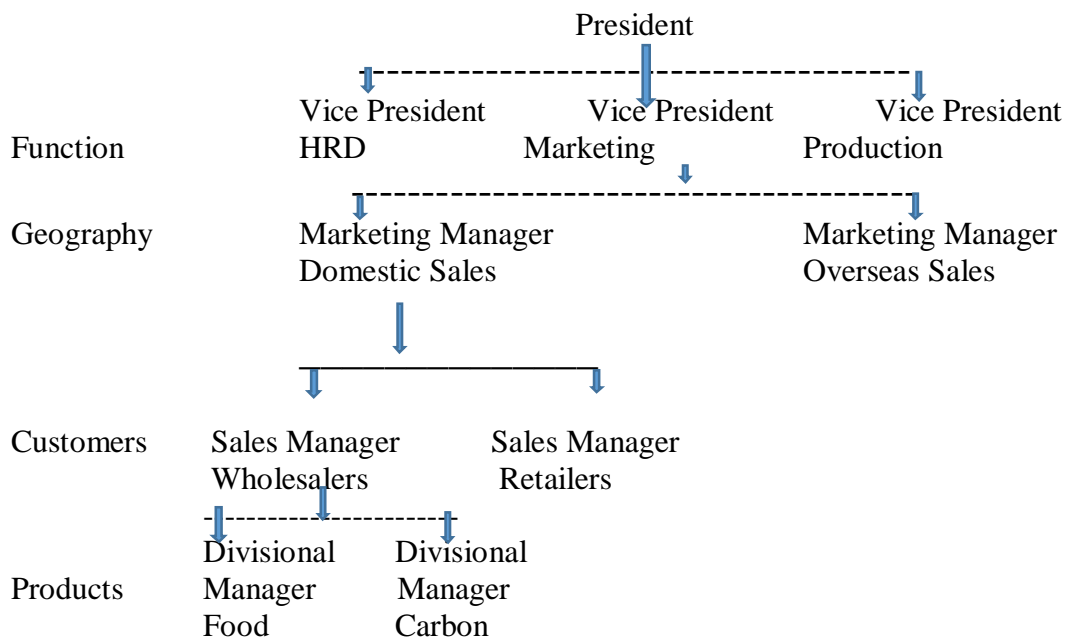 President
Vice President Vice President Vice President
Function HRD Marketing Production
Geography Marketing Manager Marketing Manager
Domestic Sales Overseas Sales
Customers Sales Manager Sales Manager
Wholesalers Retailers
Divisional Divisional
Products Manager Manager
Food Carbon